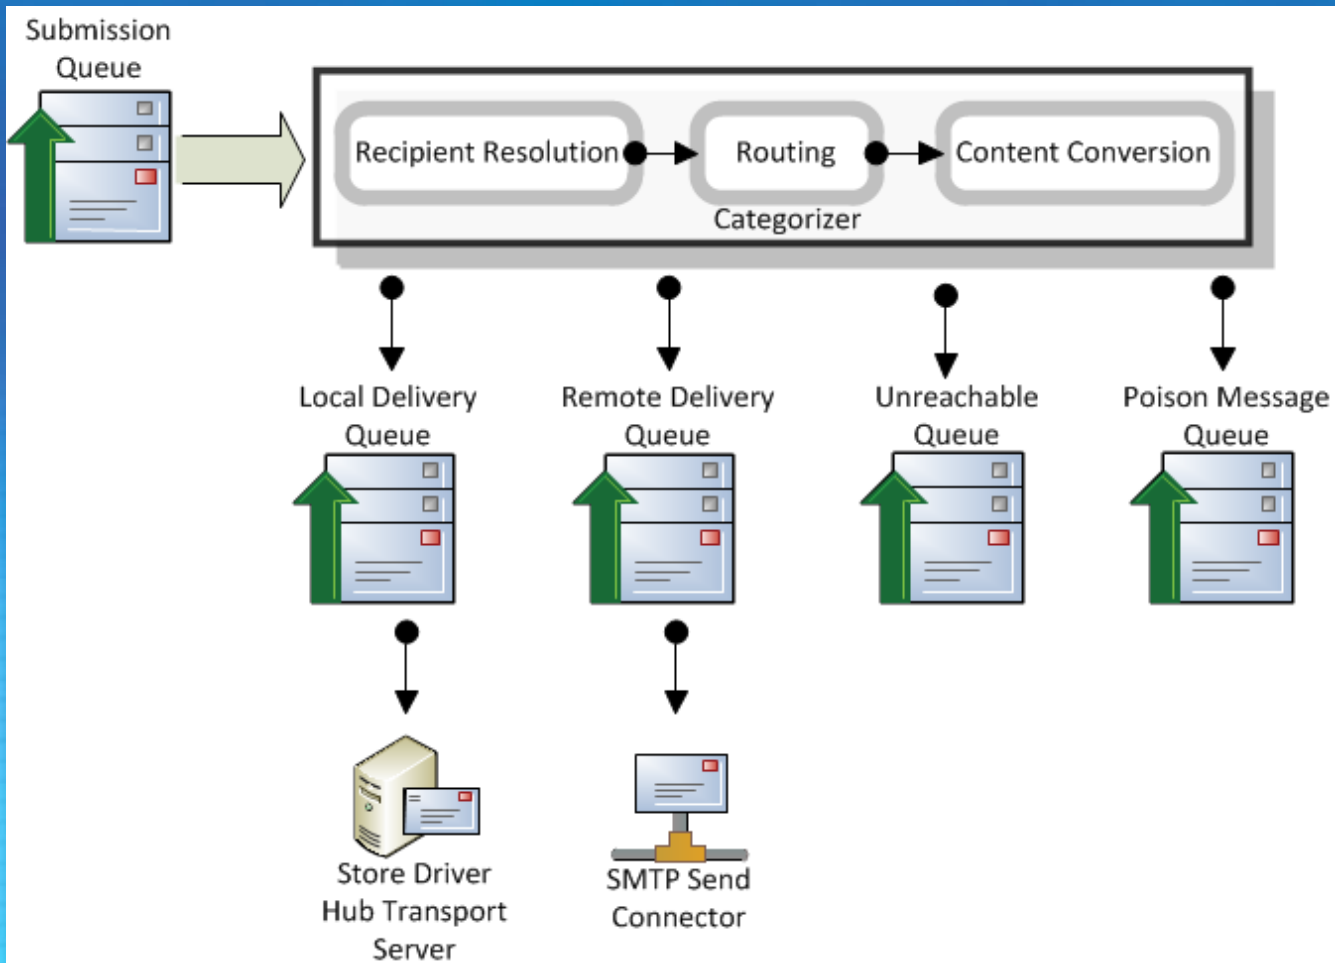 Submission
Queue
Recipient Resolution
Routing
Content Conversion
Categorizer
Local Delivery
Queue
Remote Delivery
Queue
Unreachable
Queue
Poison Message
Queue
Store Driver
Hub Transport
Server
SMTP Send
Connector